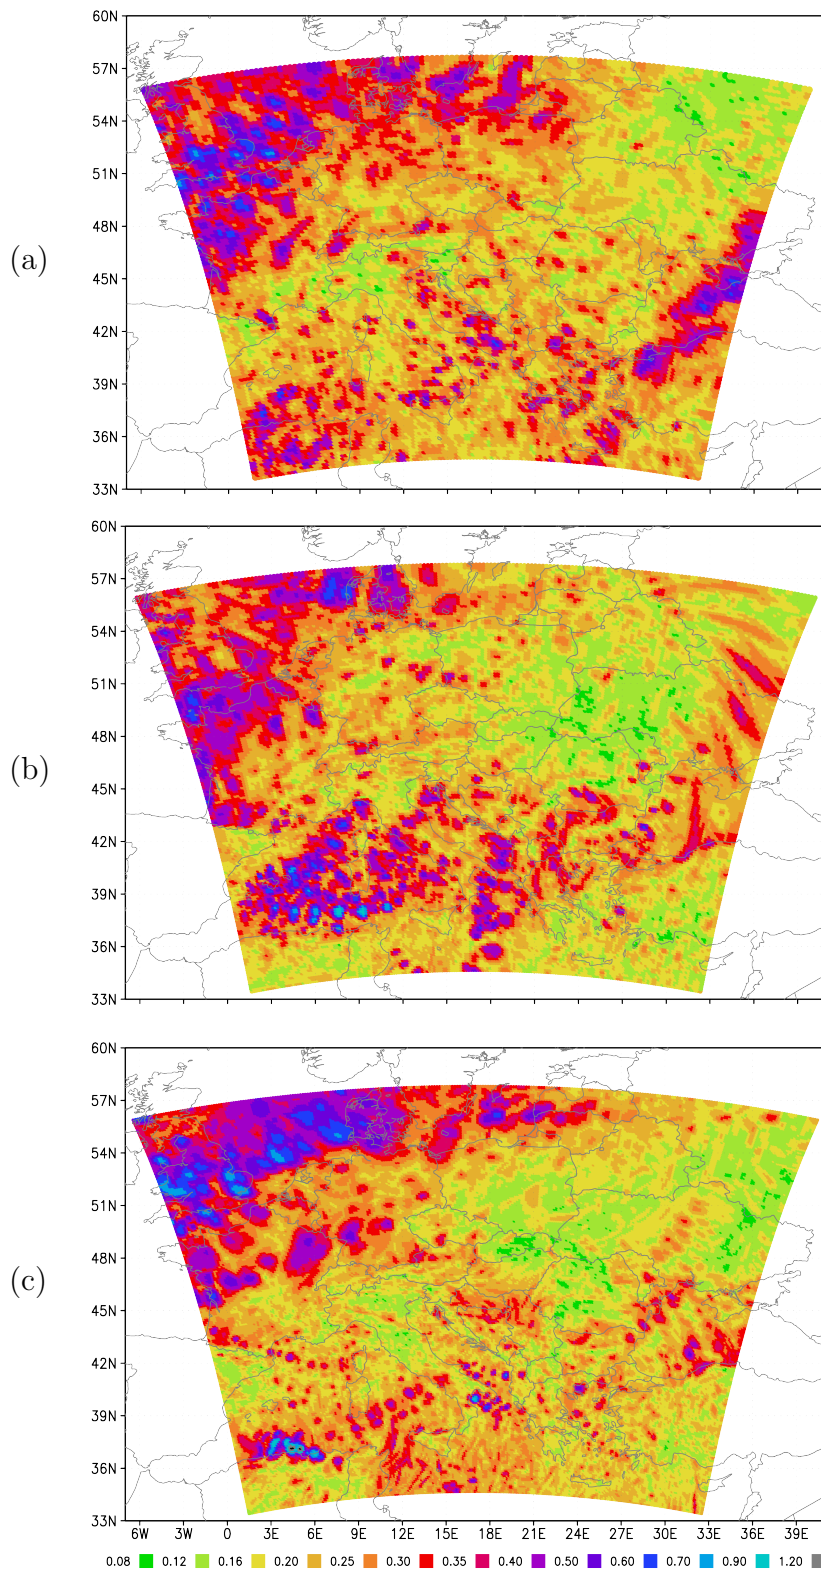 60N
57N
54N
51N
48N
(a)
45N
42N
39N
36N
33N
60N
57N
54N
51N
48N
(b)
45N
42N
39N
36N
33N
60N
57N
54N
51N
48N
(c)
45N
42N
39N
36N
33N
6W 3W 0 3E 6E 9E 12E 15E 18E 21E 24E 27E 30E 33E 36E 39E
0.08 0.12 0.16 0.20 0.25 0.30 0.35 0.40 0.50 0.60 0.70 0.90 1.20